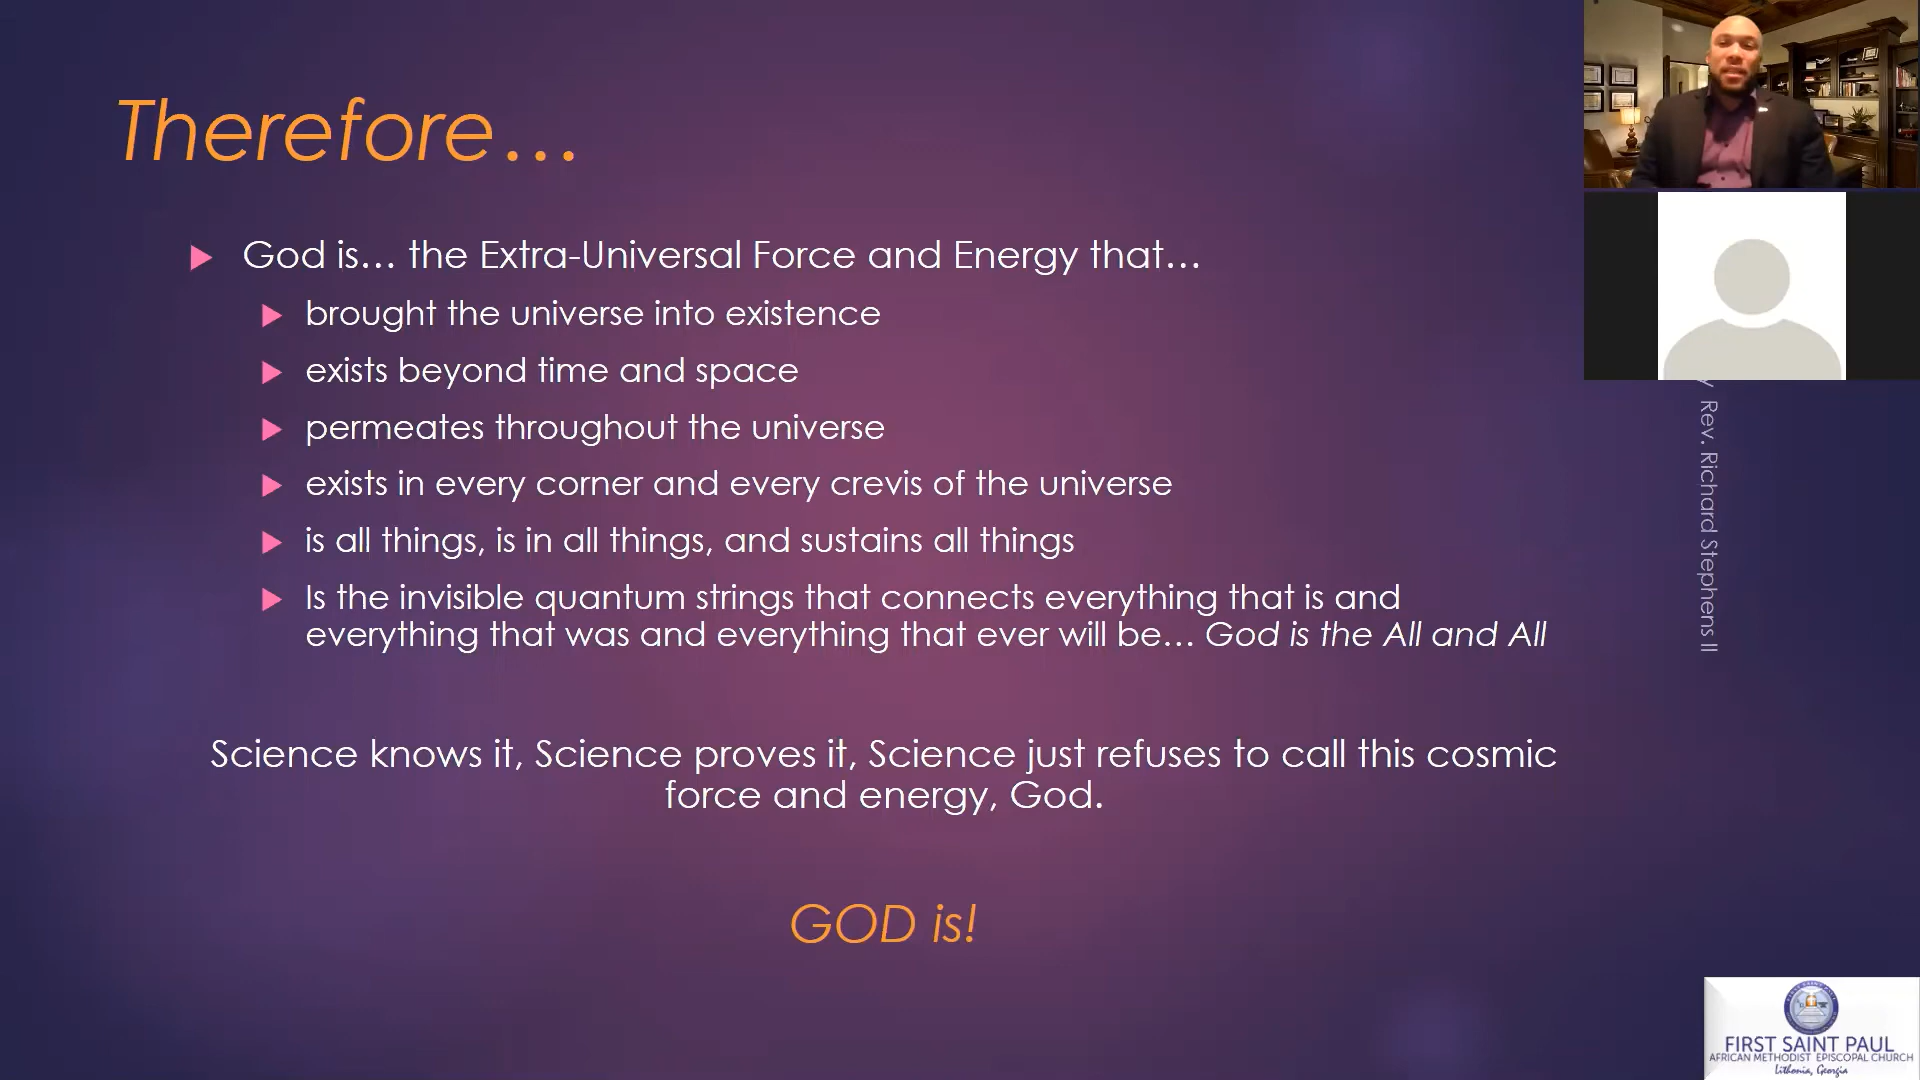 Therefore…
God is… the Extra-Universal Force and Energy that…
brought the universe into existence
exists beyond time and space
permeates throughout the universe
exists in every corner and every crevis of the universe
is all things, is in all things, and sustains all things
Is the invisible quantum strings that connects everything that is and
everything that was and everything that ever will be… God is the All and All
Science knows it, Science proves it, Science just refuses to call this cosmic
force and energy, God.
GOD is!
Rev. Richard Stephens II
FIRST SAINT PAUL
AFRICAN METHODIST EPISCOPAL CHURCH
Lithonia, Georgia